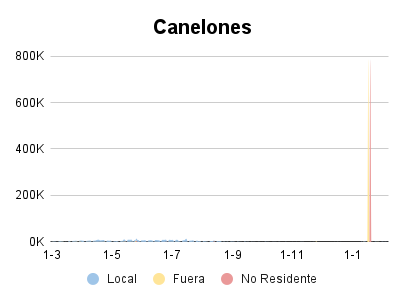 Canelones
800K
600K
400K
200K
0K
1-3 1-5 1-7 1-9 1-11 1-1
Local Fuera No Residente